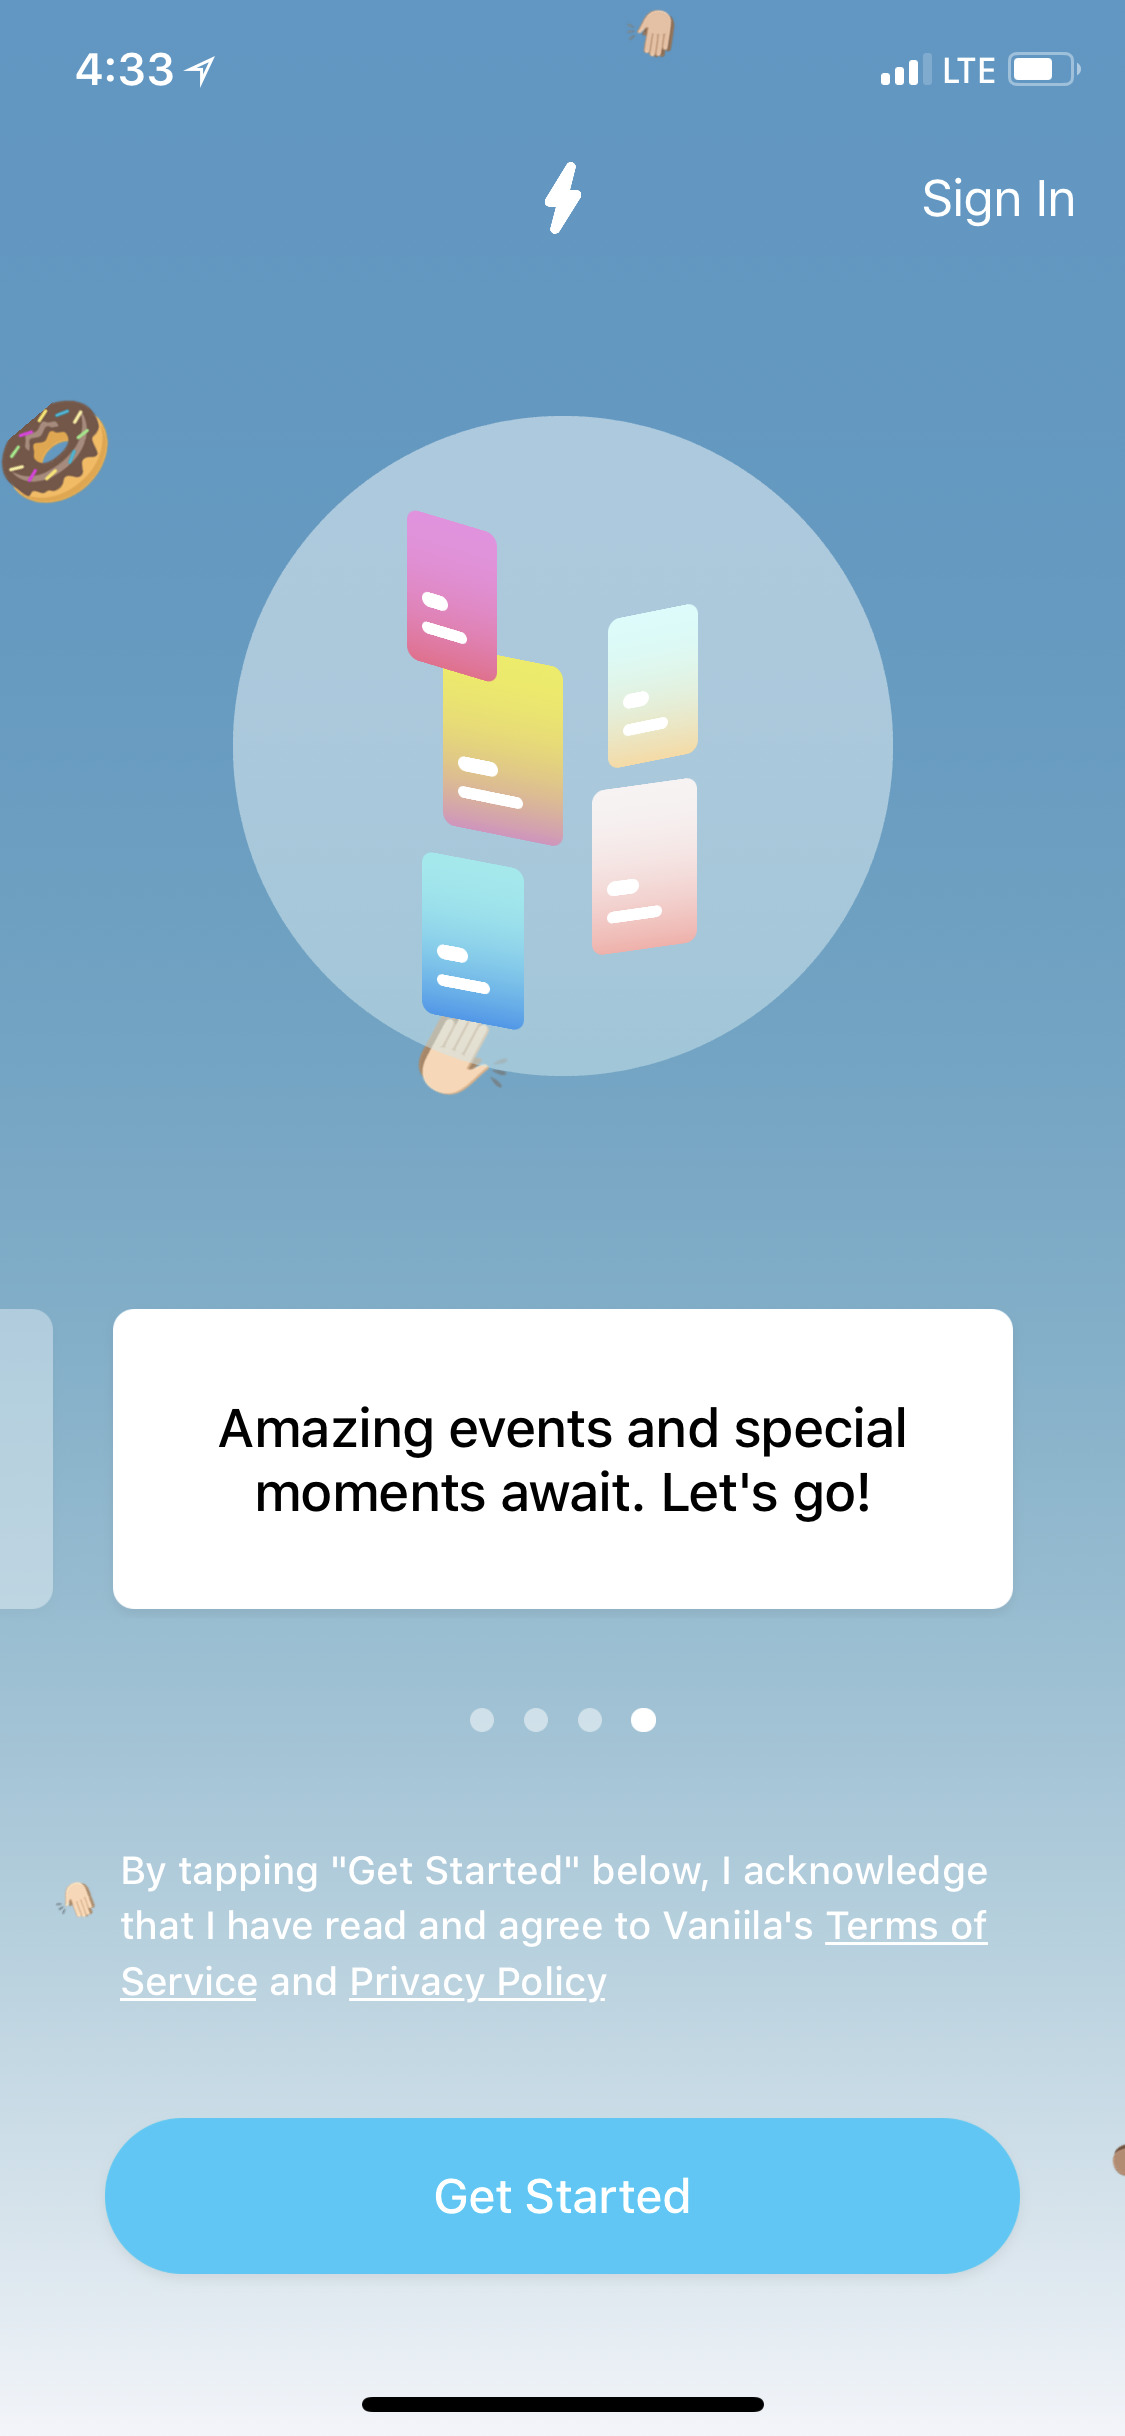 4:33
LTE
Sign In
Amazing events and special
moments await. Let's go!
By tapping "Get Started" below, I acknowledge
that I have read and agree to Vaniila's Terms of
Service and Privacy Policy
Get Started